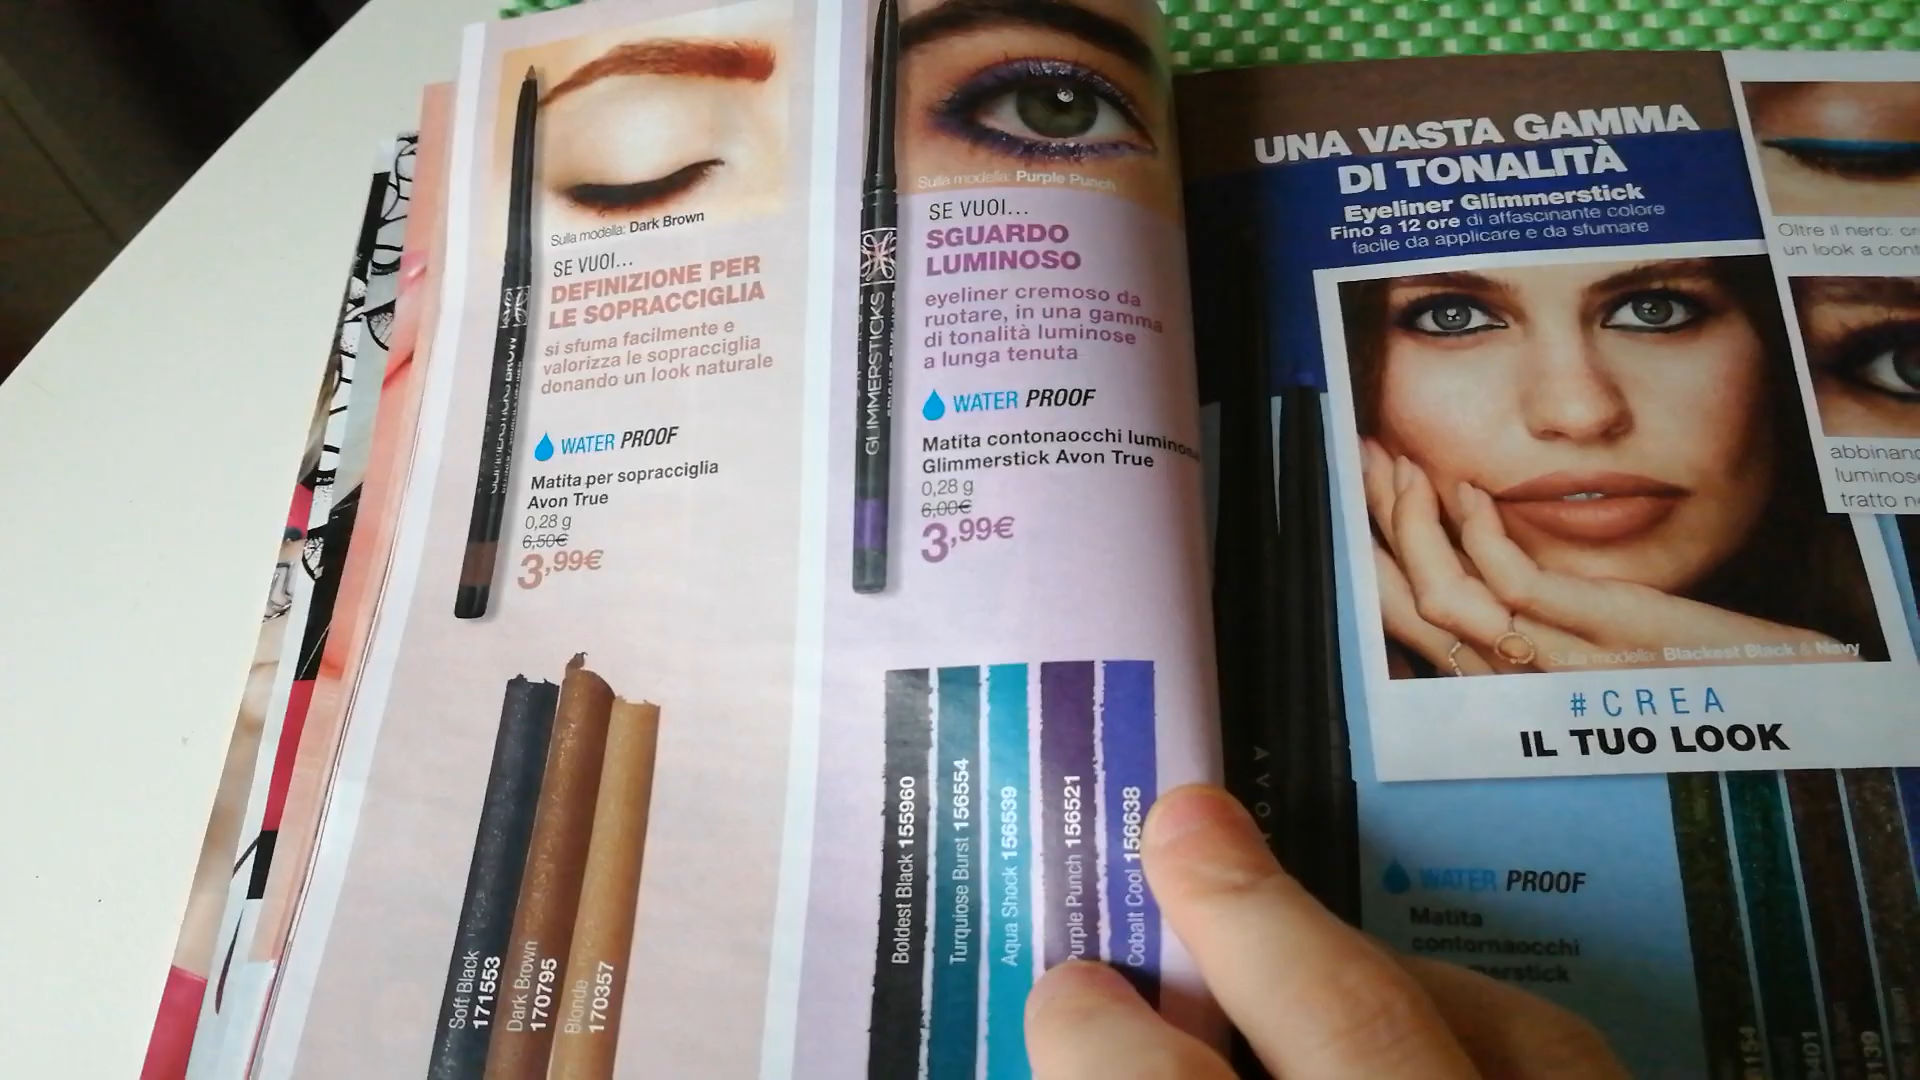 Sulla modella: Dark Brown
SE VUOI...
DEFINIZIONE PER
LE SOPRACCIGLIA
si sfuma facilmente e
valorizza le sopracciglia
donando un look naturale
WATER PROOF
Matita per sopracciglia
Avon True
0,28 g
6,50€
3,99€
Soft Black
171553
Dark Brown
170795
Blonde
170357
Sulla modella: Purple Punch
SE VUOI...
SGUARDO
LUMINOSO
eyeliner cremoso da
ruotare, in una gamma
di tonalità luminose
a lunga tenuta
GLIMMERSTICKS
WATER PROOF
Matita contonaocchi luminos
Glimmerstick Avon True
0,28 g
6,00€
3,99€
Boldest Black 155960
Turquiose Burst 156554
Aqua Shock 156539
Purple Punch 156521
Cobalt Cool 156638
UNA VASTA GAMMA
DI TONALITÀ
Eyeliner Glimmerstick
Fino a 12 ore di affascinante colore
facile da applicare e da sfumare
Sulla modella: Blackest Black & Navy
#CREA
IL TUO LOOK
WATER PROOF
Matita
contornaocchi
Oltre il nero:
un look a
luminos
tratto